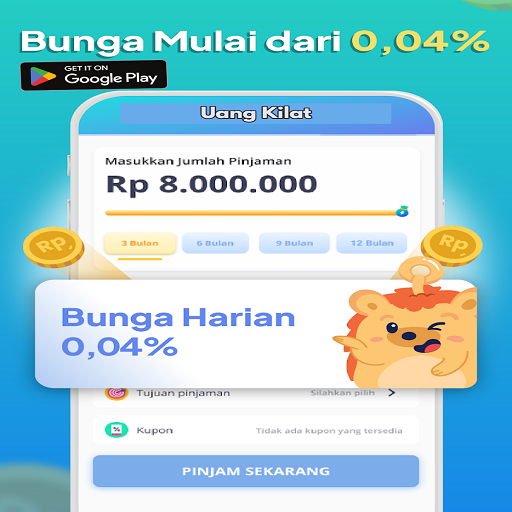 Bunga Mulai dari 0,04%
GET IT ON
Google Play
Uang Kilat
Masukkan Jumlah Pinjaman
Rp 8.000.000
3 Bulan
6 Bulan
9 Bulan
12 Bulan
Rp
Rp
Bunga Harian
0,04%
Tujuan pinjaman
Silahkan pilih
%
Kupon
Tidak ada kupon yang tersedia
PINJAM SEKARANG